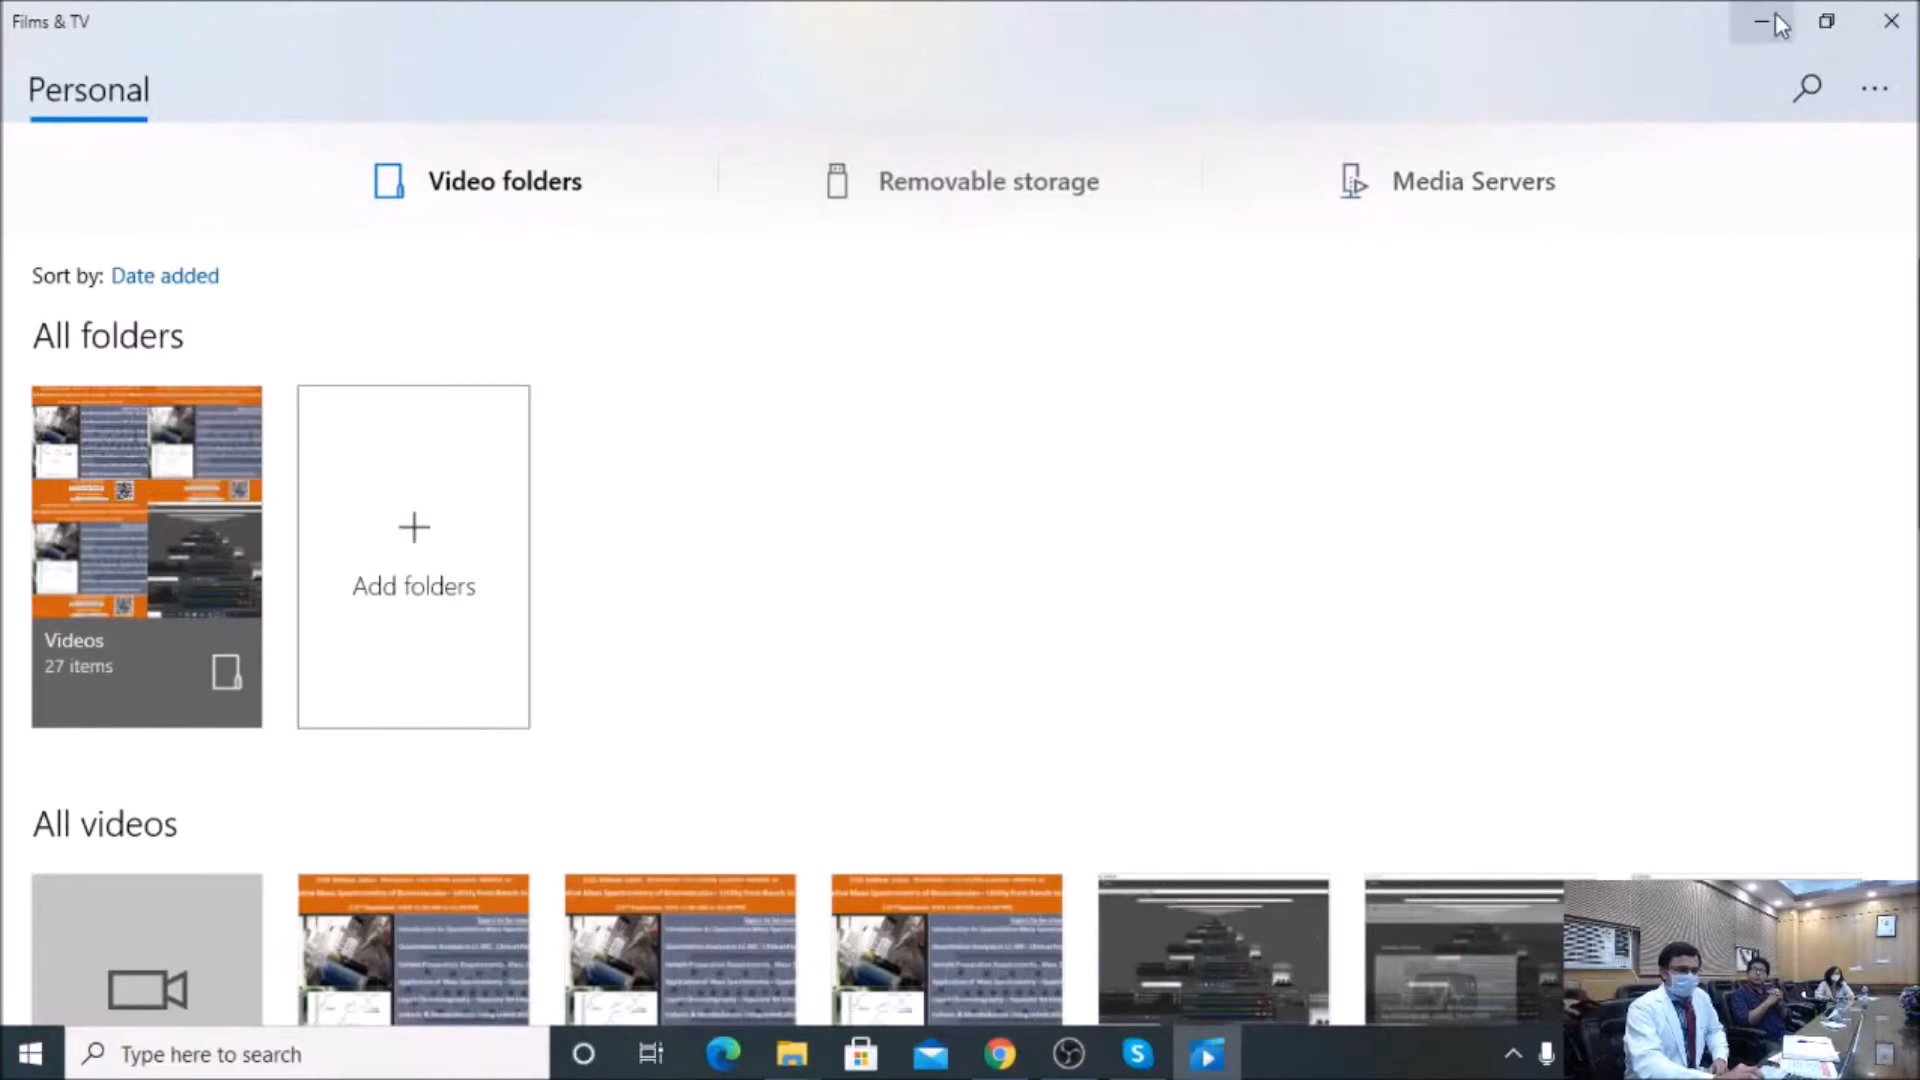 Films & TV
Personal
Video folders
Removable storage
Media Servers
Sort by: Date added
All folders
Videos
27 items
Add folders
All videos
Type here to search